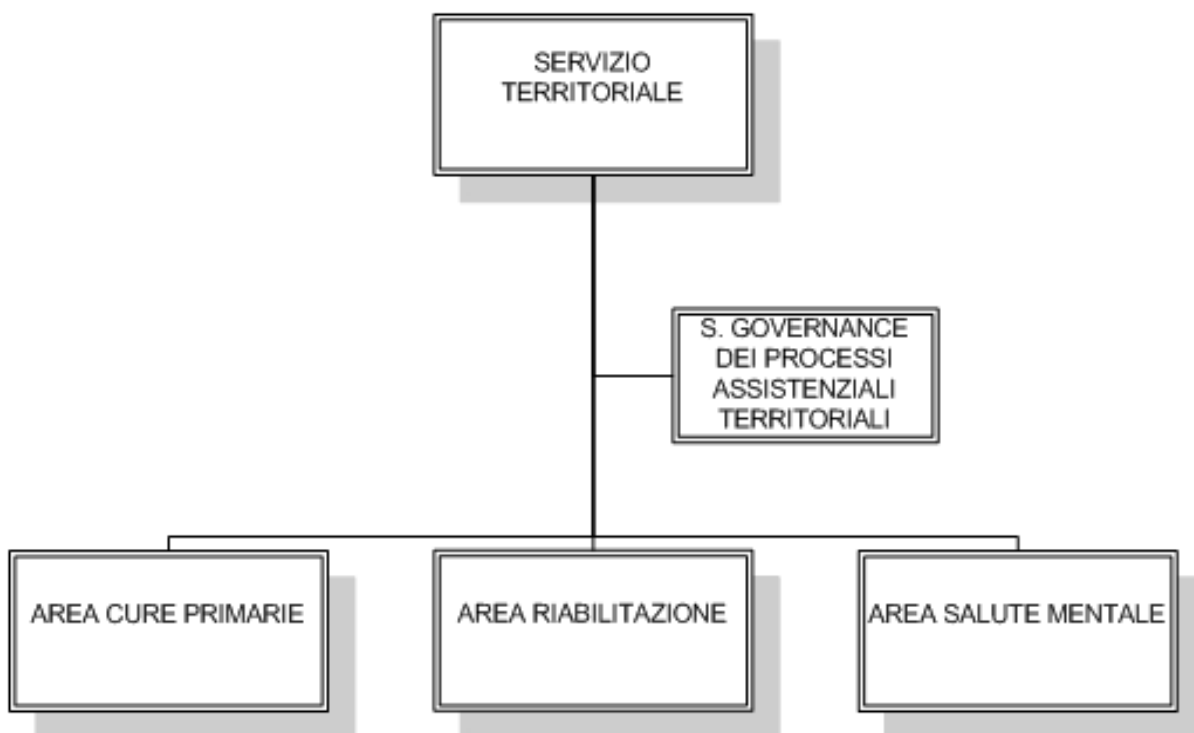 SERVIZIO
TERRITORIALE
S. GOVERNANCE
DEI PROCESSI
ASSISTENZIALI
TERRITORIALI
AREA CURE PRIMARIE
AREA RIABILITAZIONE
AREA SALUTE MENTALE